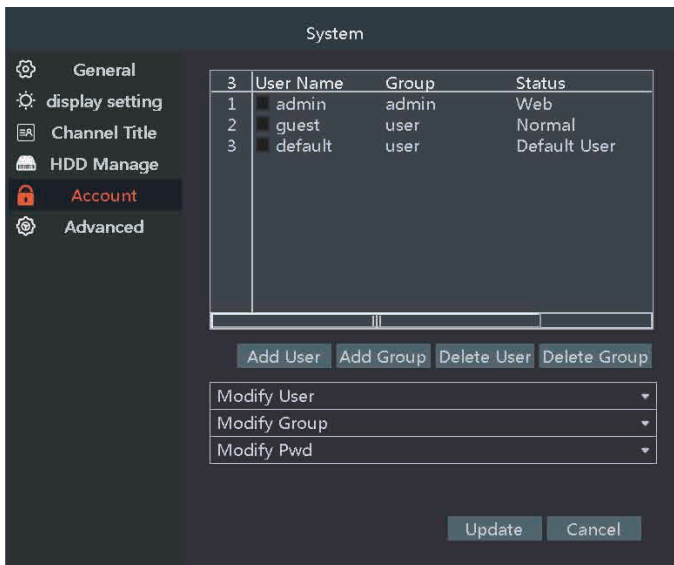 System
General
display setting
Channel Title
HDD Manage
Account
Advanced
3 User Name Group Status
1 admin admin Web
2 guest user Normal
3 default user Default User
Add User Add Group Delete User Delete Group
Modify User
Modify Group
Modify Pwd
Update Cancel